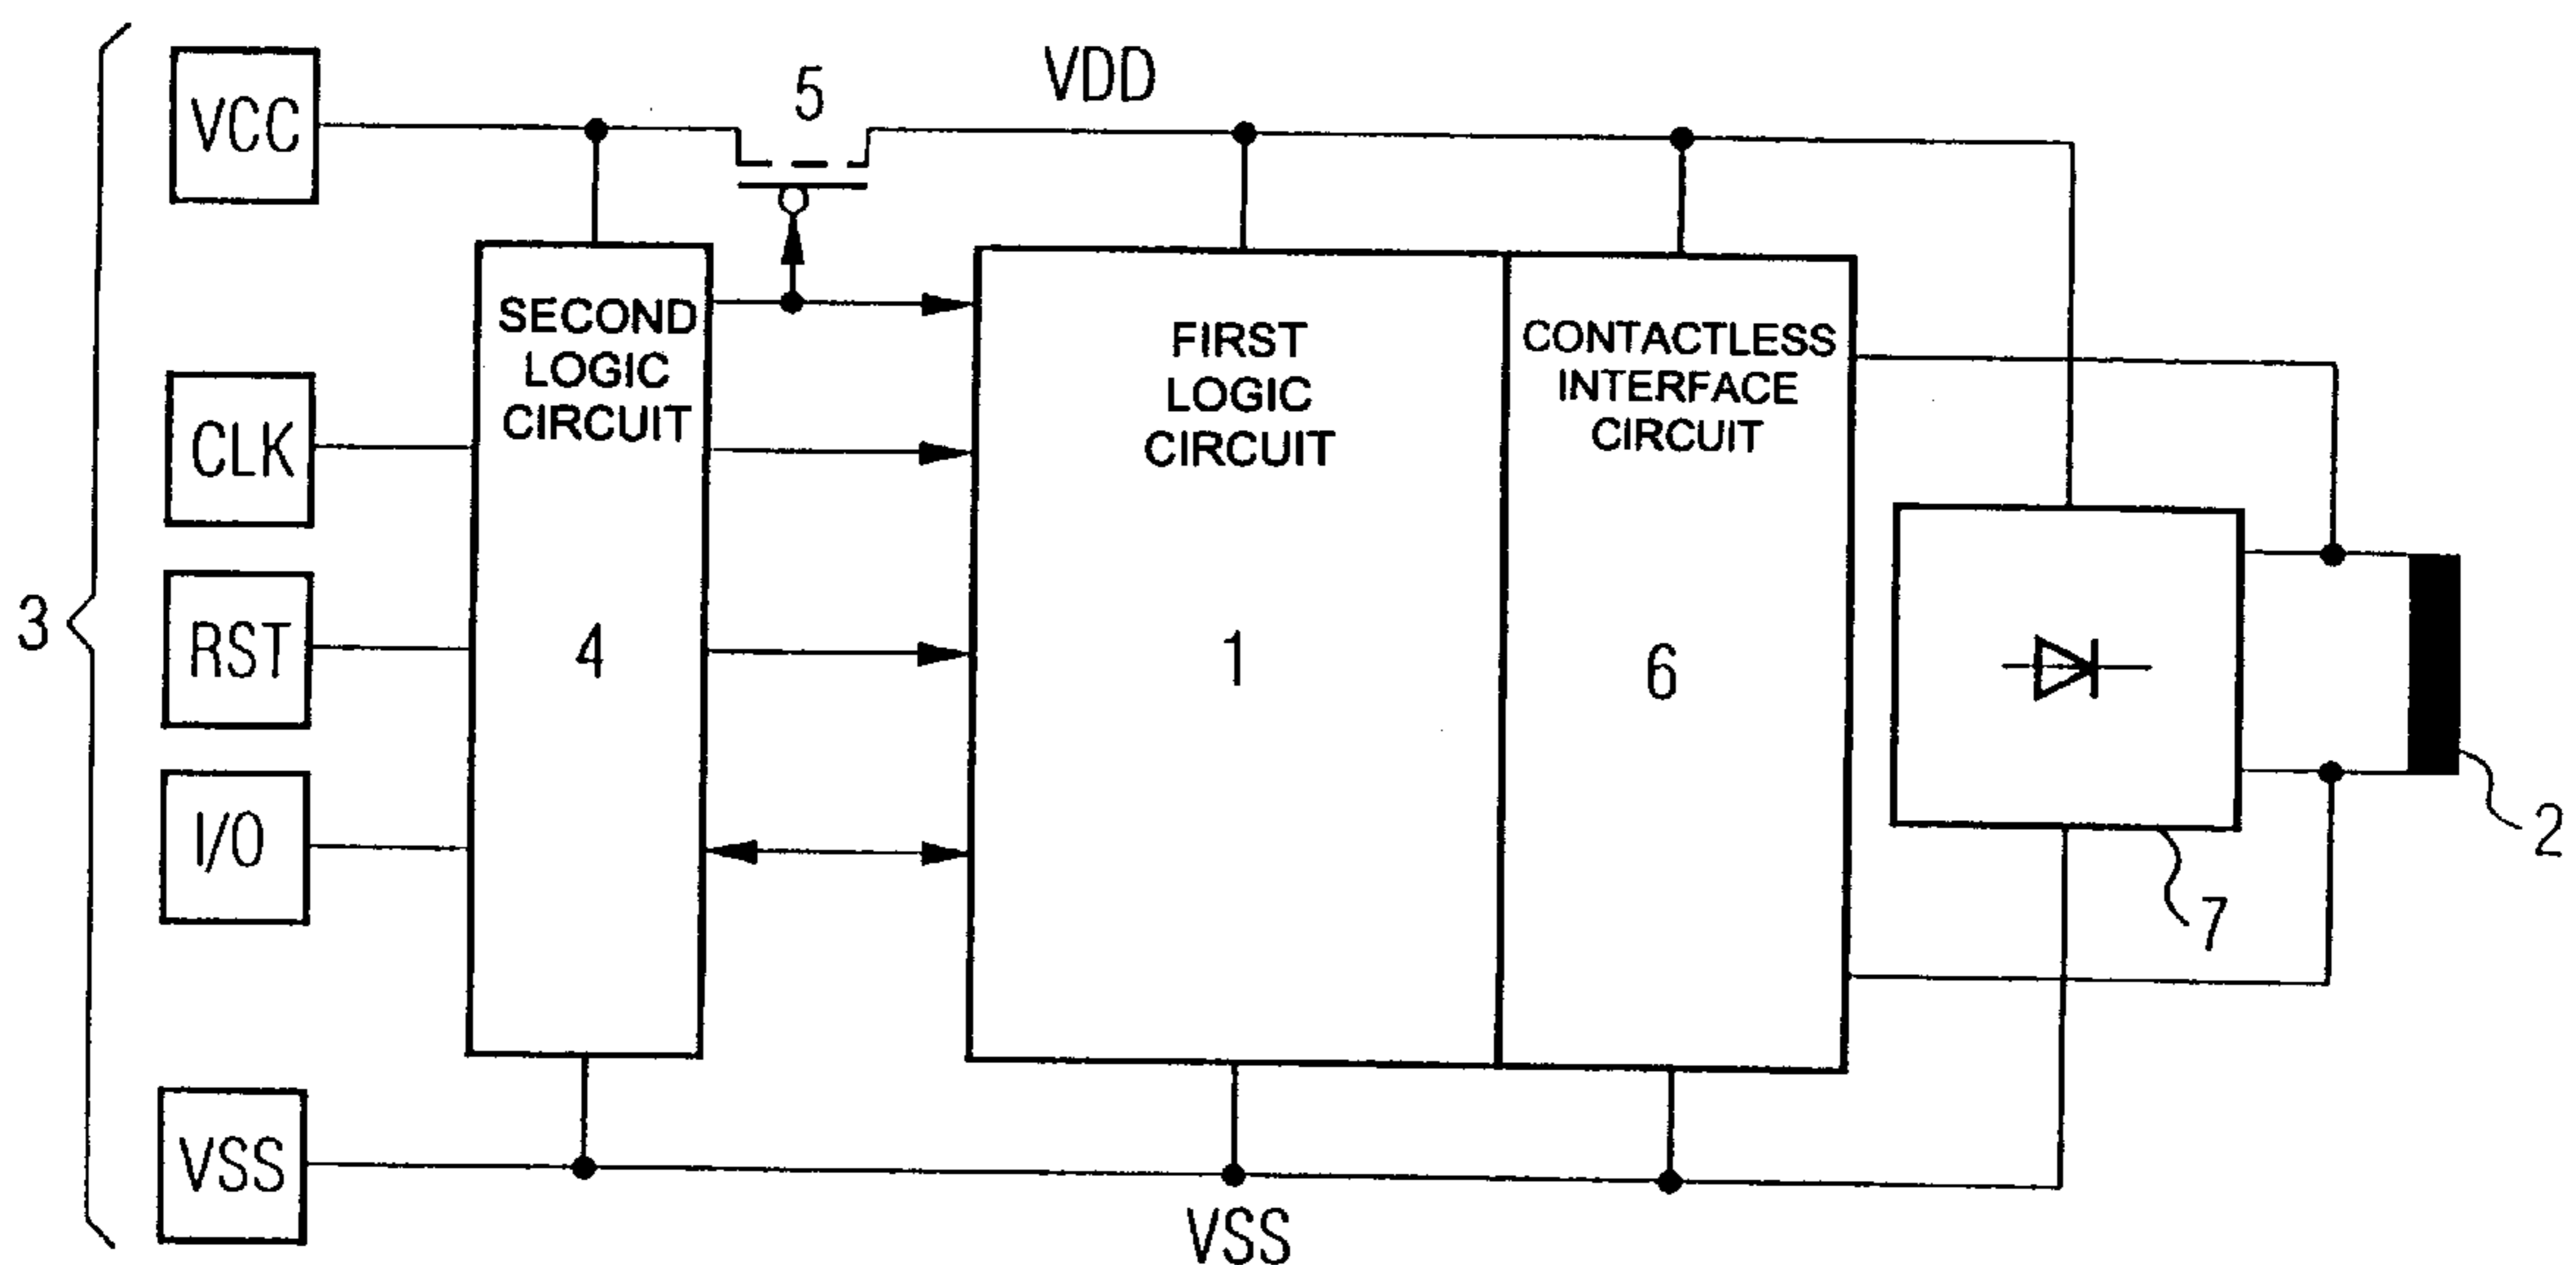 VCC
5
VDD
SECOND
LOGIC
CIRCUIT
FIRST
LOGIC
CIRCUIT
CONTACTLESS
INTERFACE
CIRCUIT
CLK
3
RST
4
1
6
I/O
2
7
VSS
VSS